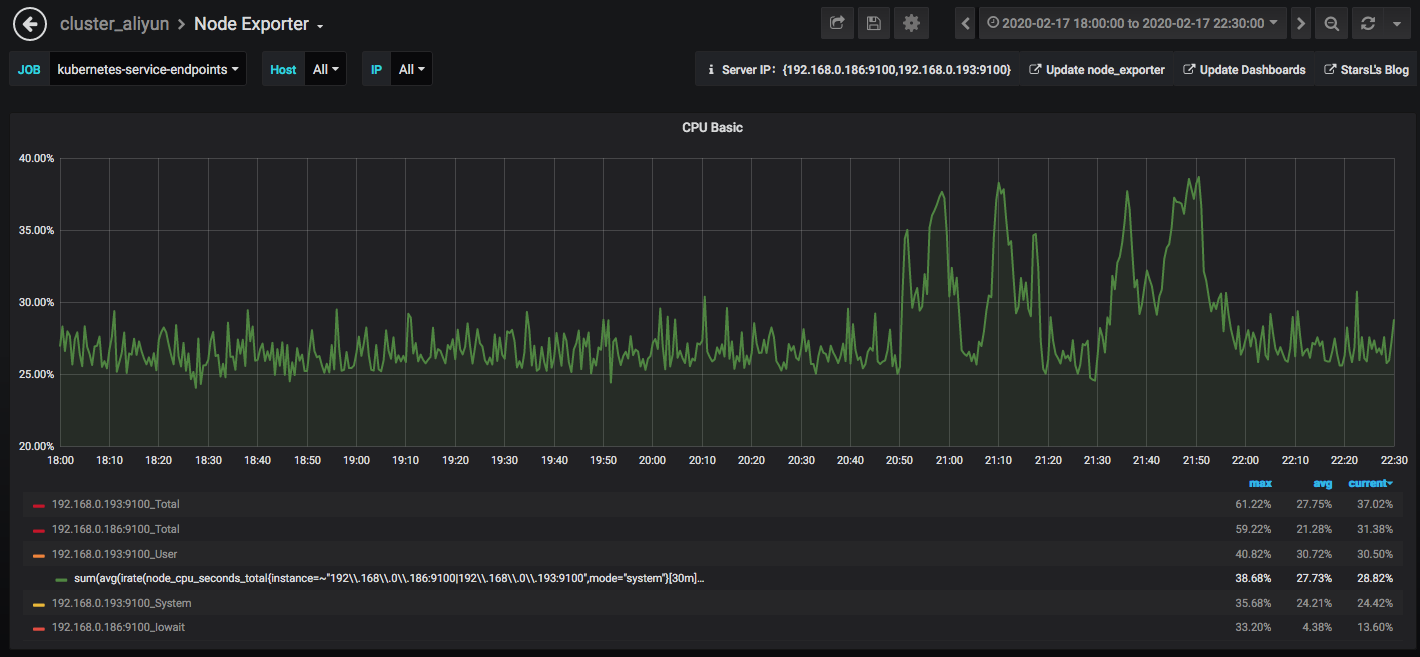 cluster_aliyun > Node Exporter
2020-02-17 18:00:00 to 2020-02-17 22:30:00
JOB kubernetes-service-endpoints Host All IP All
Server IP：{192.168.0.186:9100,192.168.0.193:9100} Update node_exporter Update Dashboards StarsL's Blog
CPU Basic
40.00%
35.00%
30.00%
25.00%
20.00%
18:00 18:10 18:20 18:30 18:40 18:50 19:00 19:10 19:20 19:30 19:40 19:50 20:00 20:10 20:20 20:30 20:40 20:50 21:00 21:10 21:20 21:30 21:40 21:50 22:00 22:10 22:20 22:30
max avg current
192.168.0.193:9100_Total 61.22% 27.75% 37.02%
192.168.0.186:9100_Total 59.22% 21.28% 31.38%
192.168.0.193:9100_User 40.82% 30.72% 30.50%
sum(avg(irate(node_cpu_seconds_total{instance=~"192\\.168\\.0\\.186:9100|192\\.168\\.0\\.193:9100",mode="system"}[30m]... 38.68% 27.73% 28.82%
192.168.0.193:9100_System 35.68% 24.21% 24.42%
192.168.0.186:9100_Iowait 33.20% 4.38% 13.60%